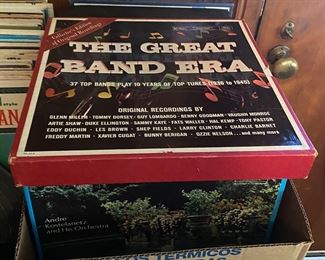 Collector's Edition
of Original Recordings
THE GREAT
BAND ERA
37 TOP BANDS PLAY 10 YEARS OF TOP TUNES (1936 to 1945)
ORIGINAL RECORDINGS BY
GLENN MILLER • TOMMY DORSEY • GUY LOMBARDO • BENNY GOODMAN • VAUGHN MONROE
ARTIE SHAW • DUKE ELLINGTON • SAMMY KAYE • FATS WALLER • HAL KEMP • TONY PASTOR
EDDY DUCHIN • LES BROWN • SHEP FIELDS • LARRY CLINTON • CHARLIE BARNET
FREDDY MARTIN • XAVIER CUGAT • BUNNY BERIGAN • OZZIE NELSON ... and many more
Andre
Kostelanetz
and His Orchestra
TERMICOS
style